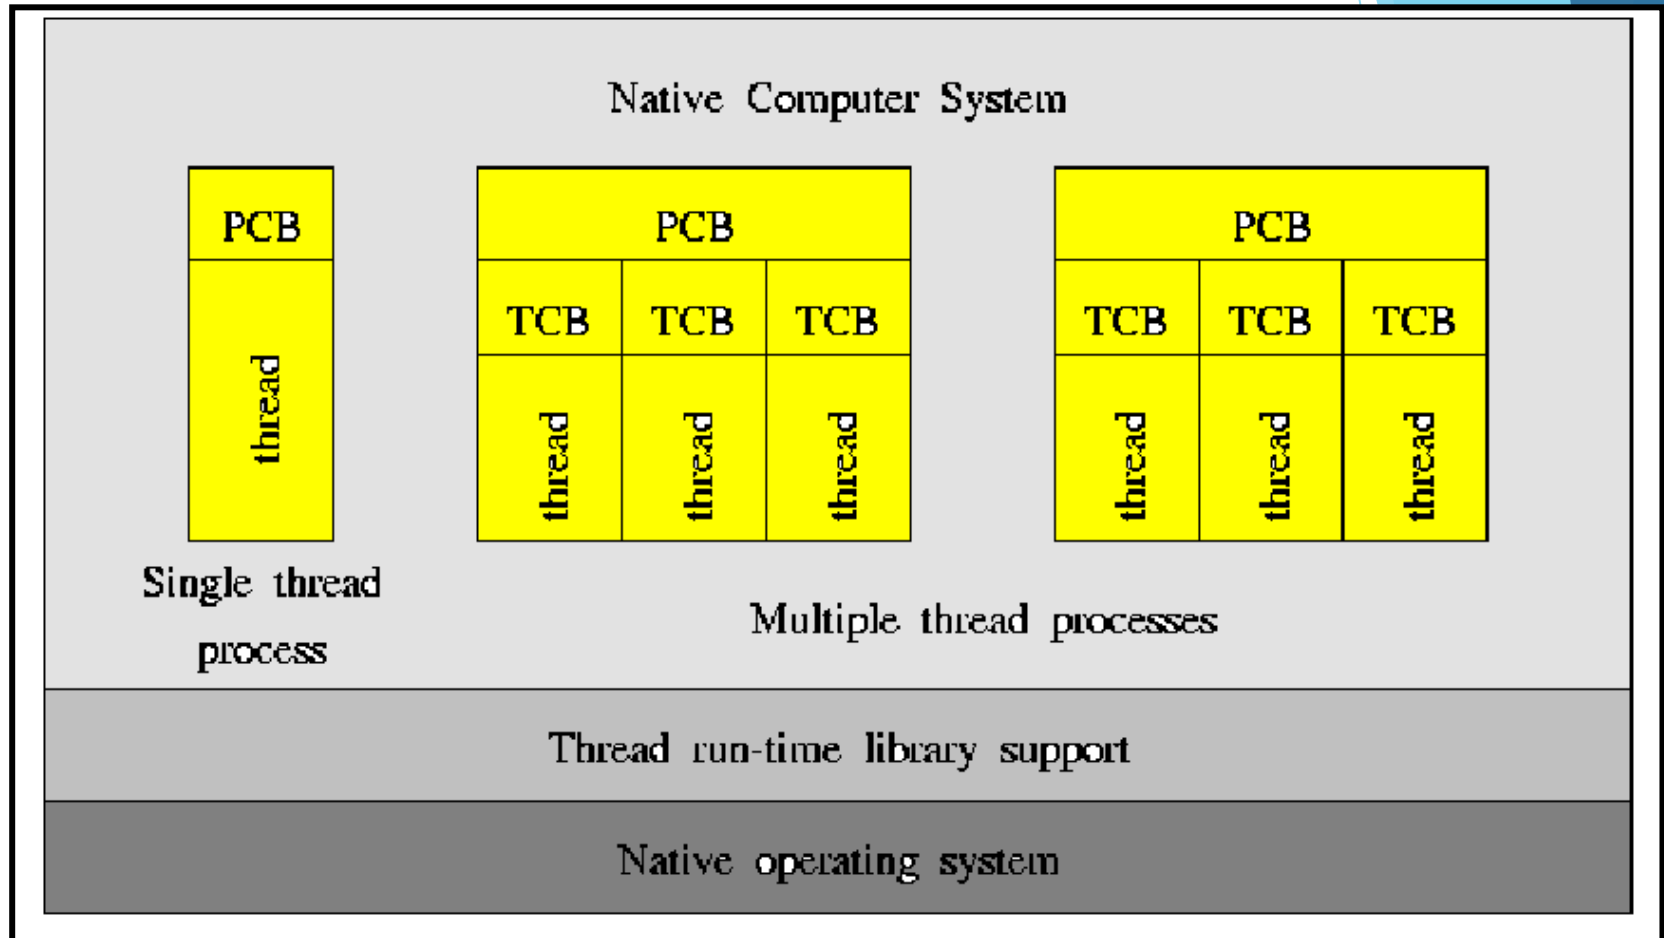 Native Computer System
PCB
PCB
PCB
TCB TCB TCB
TCB TCB TCB
thread
thread thread thread
thread thread thread
Single thread
process
Multiple thread processes
Thread run-time library support
Native operating system